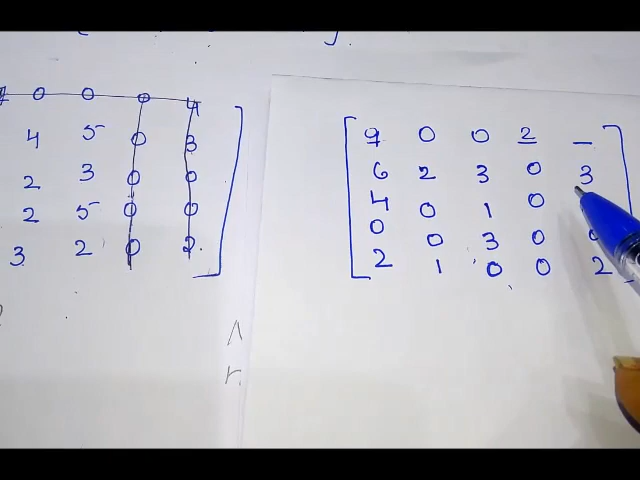 0 0 0 4
4 5 0 3
2 3 0 0
2 5 0 0
3 2 0 2
9 0 0 2 –
6 2 3 0 3
4 0 1 0
0 0 3 0
2 1 0 0 2